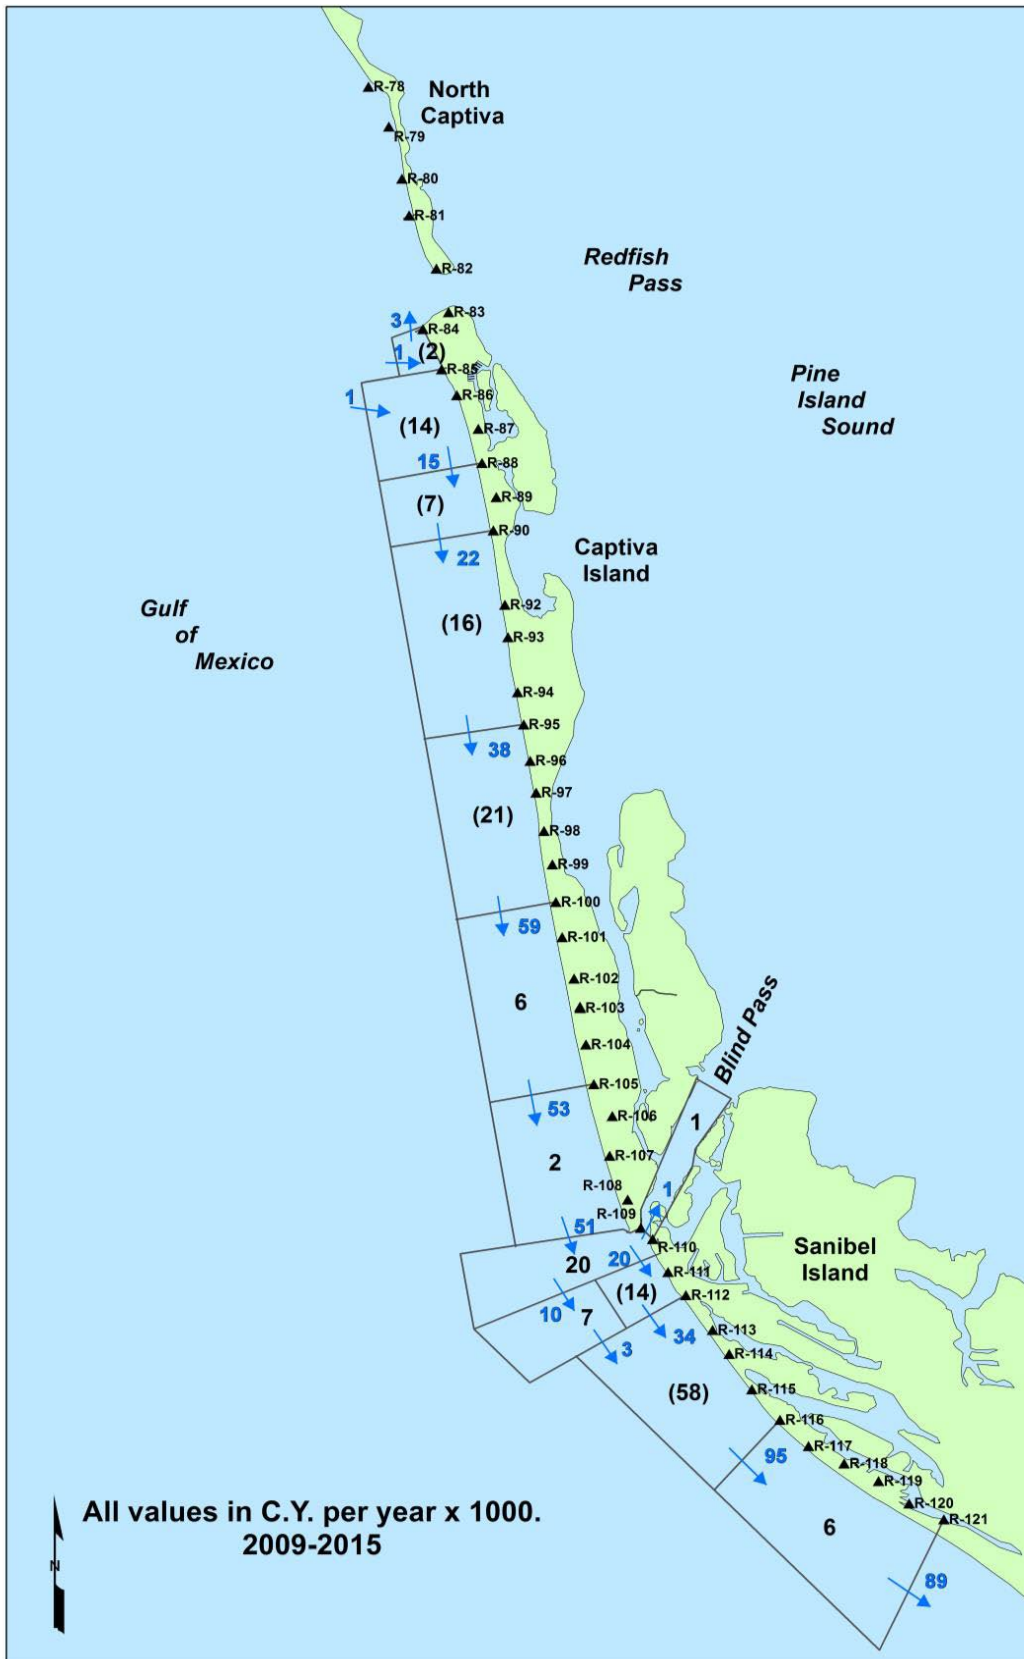 R-78
North
Captiva
R-79
R-80
R-81
R-82
Redfish
Pass
R-83
3
R-84
1
(2)
R-85
Pine
Island
Sound
1
R-86
(14)
R-87
15
R-88
(7)
R-89
R-90
22
Captiva
Island
R-92
Gulf
of
Mexico
(16)
R-93
R-94
R-95
38
R-96
R-97
(21)
R-98
R-99
R-100
59
R-101
R-102
6
R-103
R-104
Blind Pass
R-105
53
R-106
1
2
R-107
R-108
1
R-109
51
R-110
20
20
R-111
Sanibel
Island
(14)
R-112
10
7
34
R-113
3
R-114
(58)
R-115
R-116
95
R-117
R-118
R-119
R-120
R-121
6
89
All values in C.Y. per year x 1000.
2009-2015
N